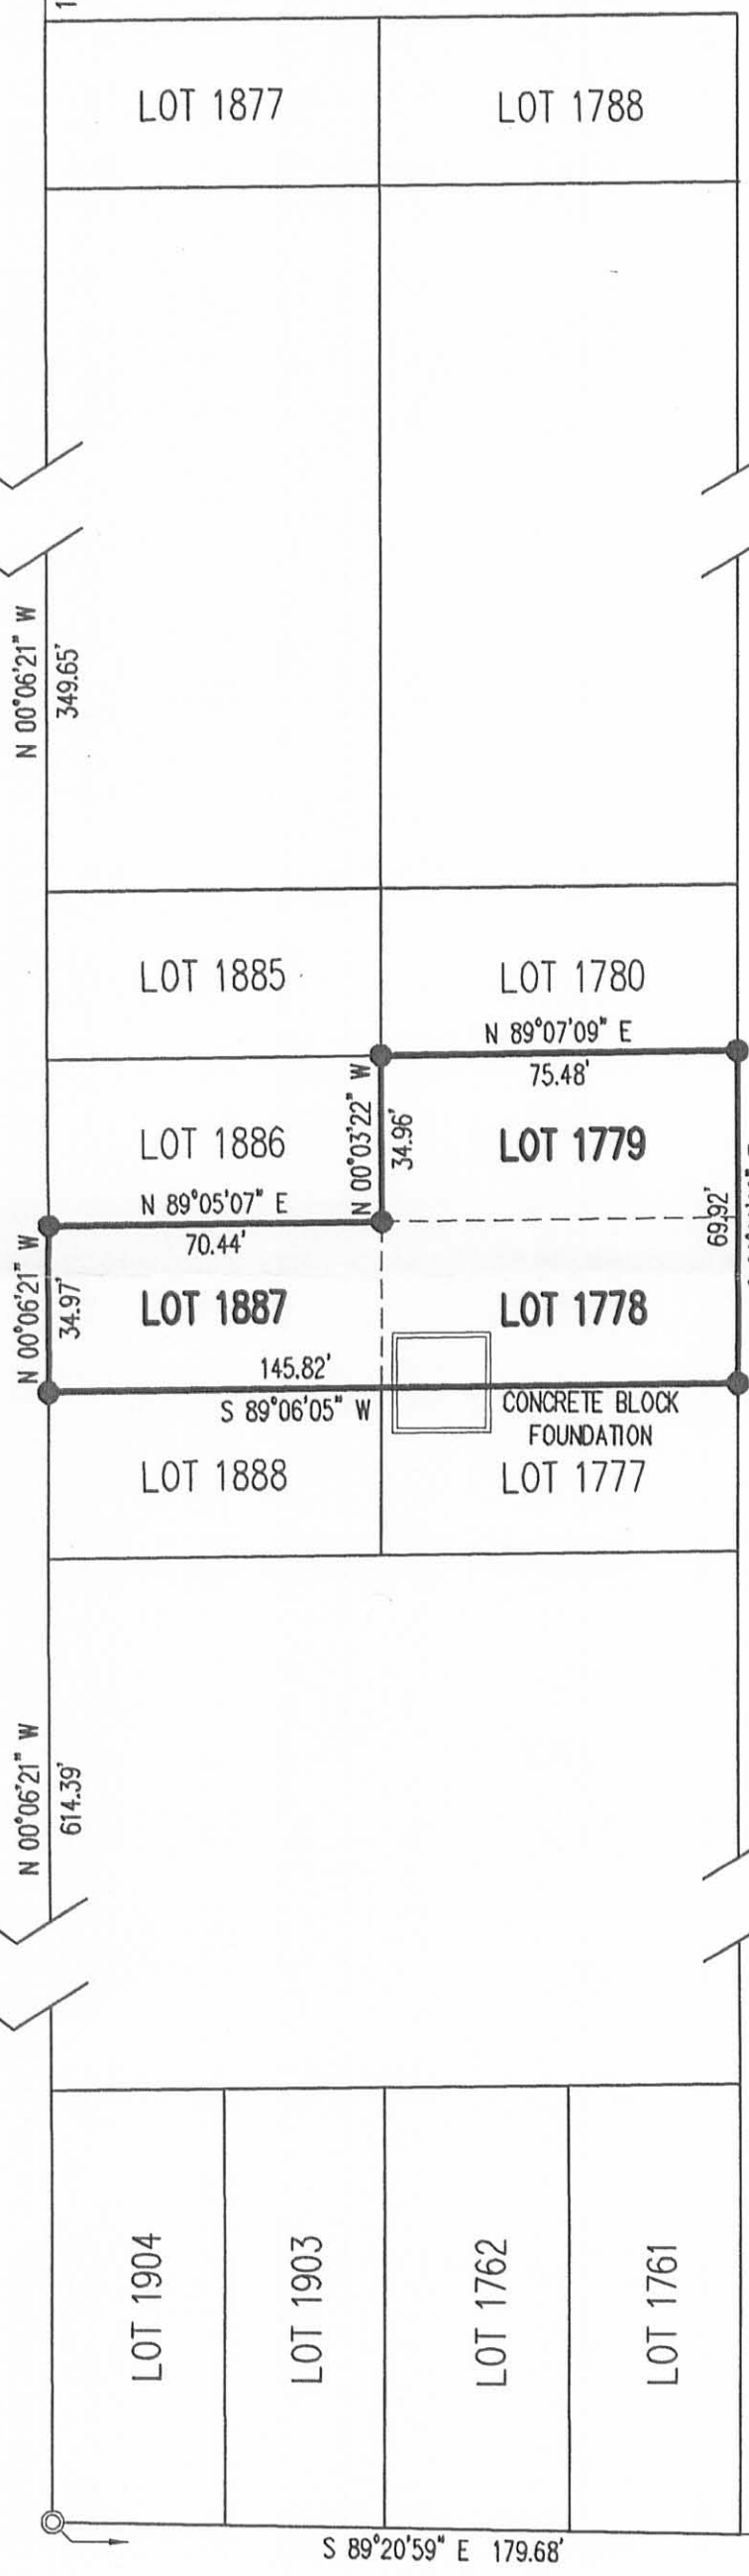 LOT 1877
LOT 1788
N 00°06'21" W
349.65'
LOT 1885
LOT 1780
N 89°07'09" E
75.48'
LOT 1886
N 00°03'22" W
34.96'
LOT 1779
N 89°05'07" E
70.44'
69.92'
N 00°06'21" W
34.97'
LOT 1887
LOT 1778
145.82'
S 89°06'05" W
CONCRETE BLOCK
FOUNDATION
LOT 1888
LOT 1777
N 00°06'21" W
614.39'
LOT 1904
LOT 1903
LOT 1762
LOT 1761
S 89°20'59" E 179.68'